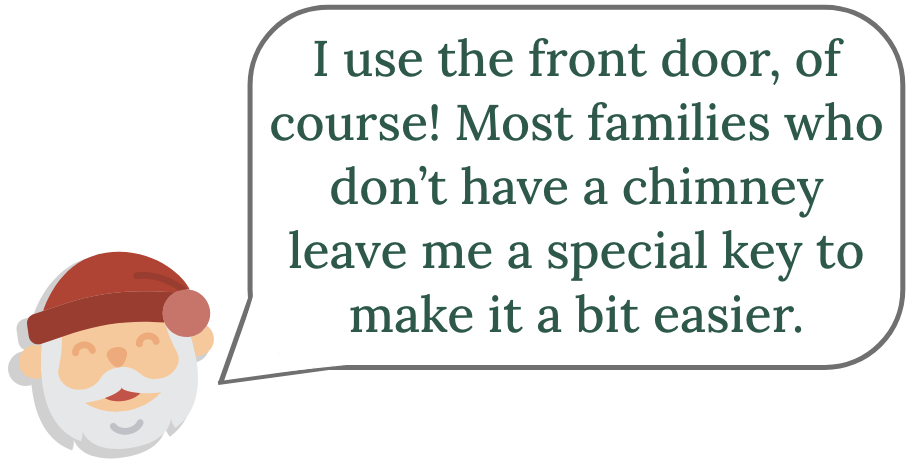 I use the front door, of
course! Most families who
don’t have a chimney
leave me a special key to
make it a bit easier.